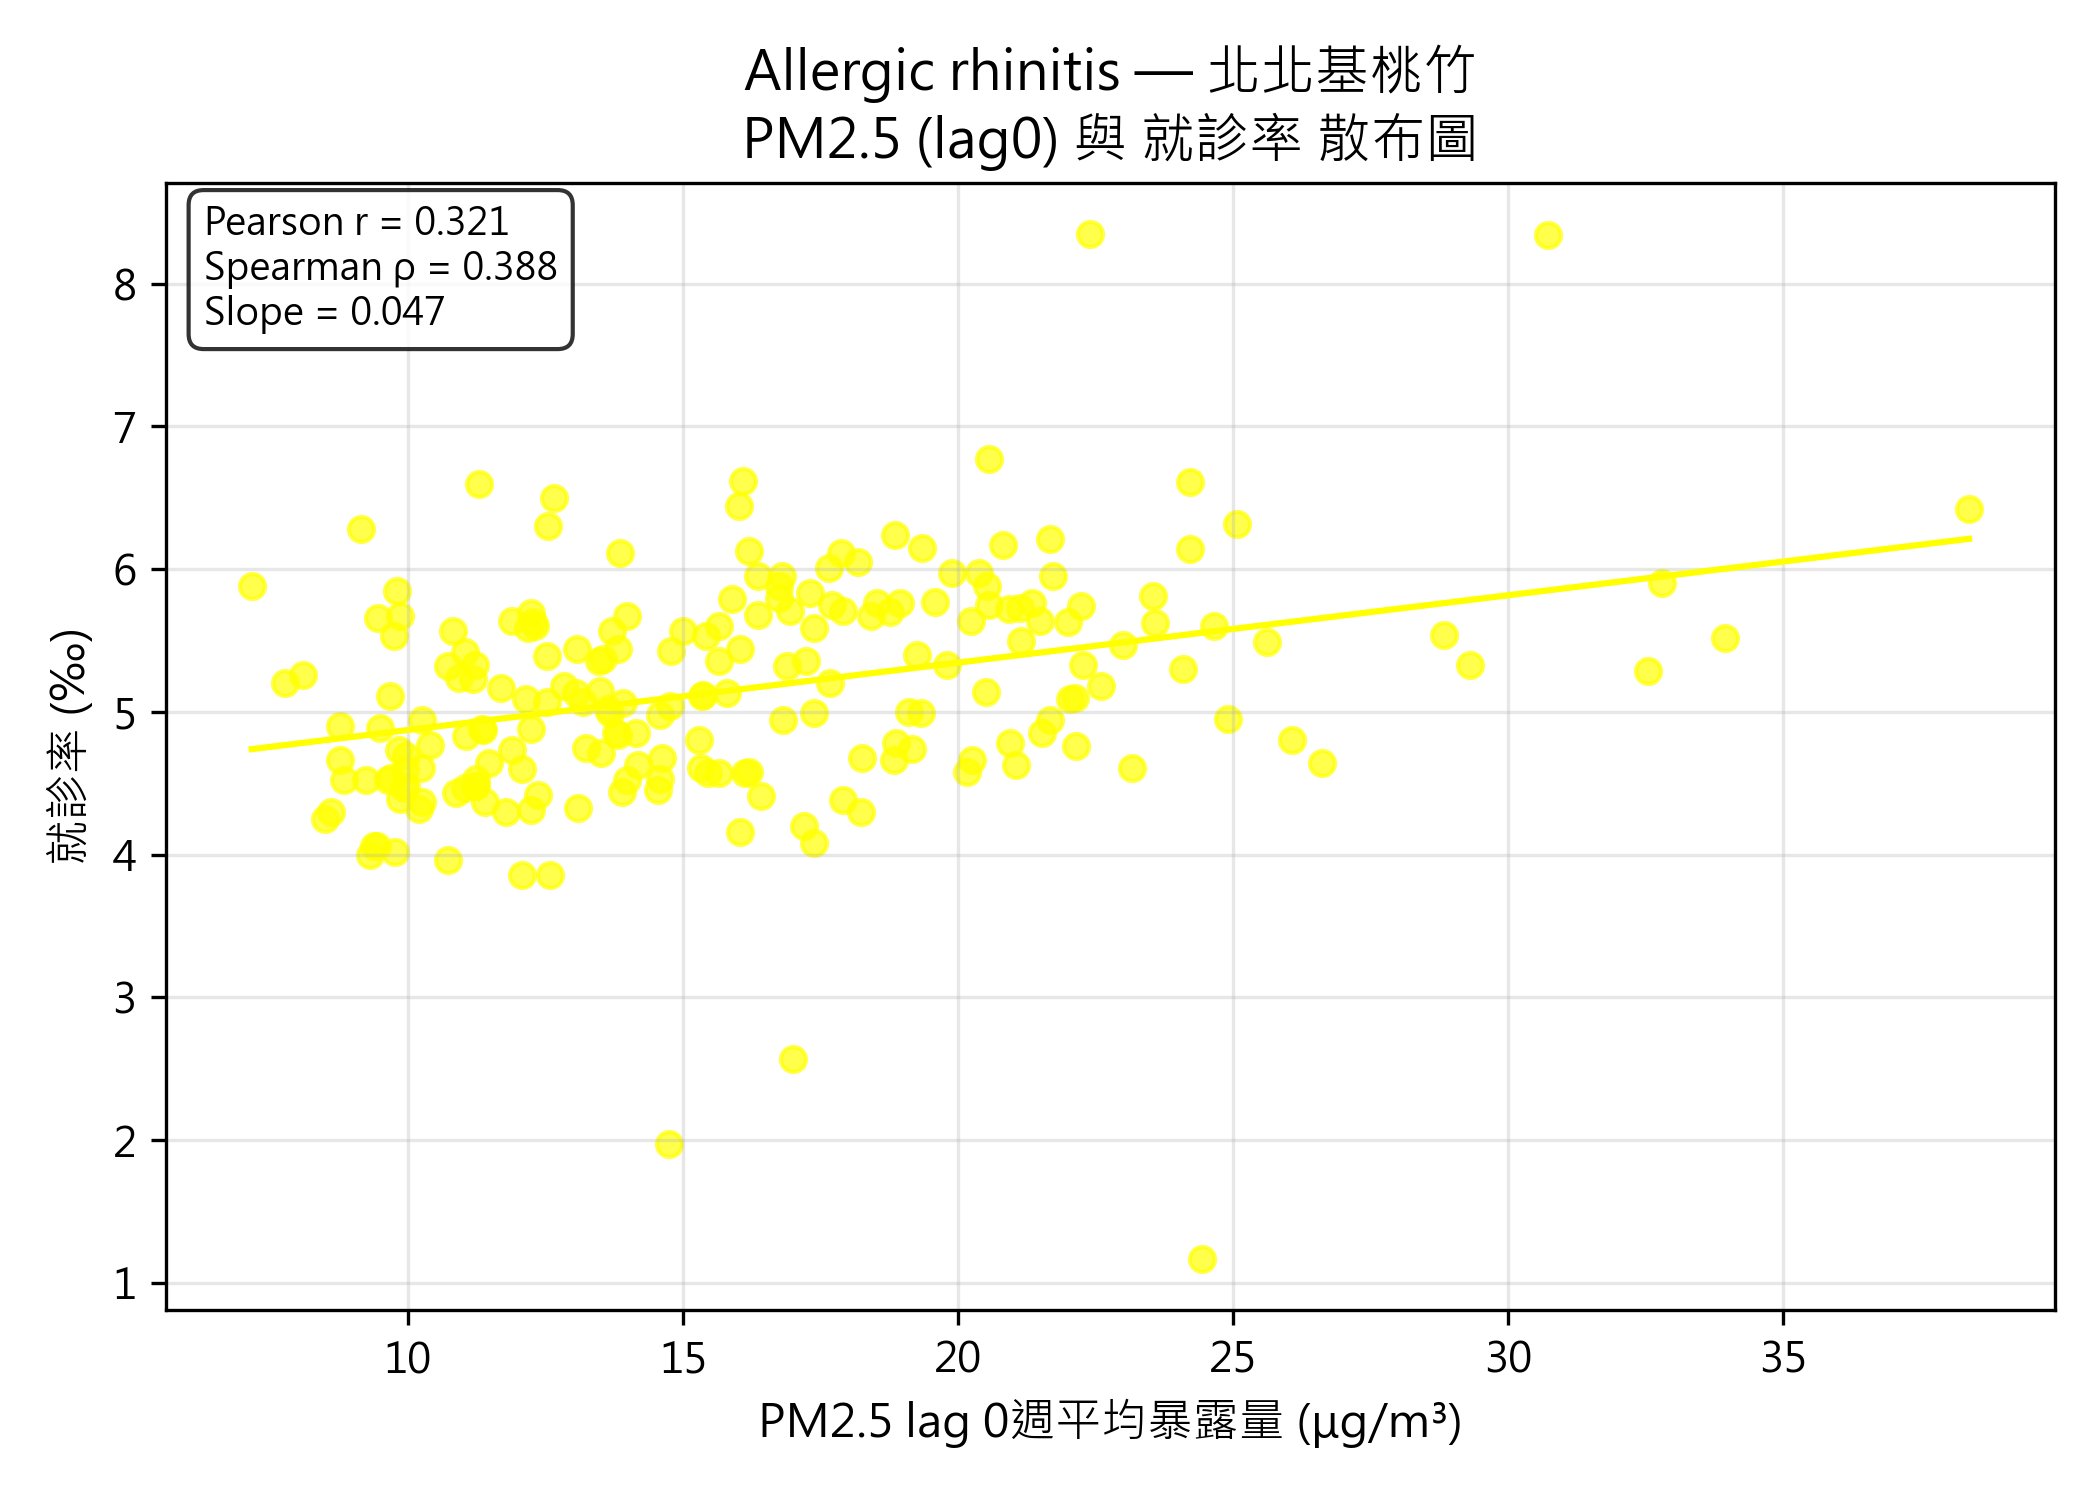 Allergic rhinitis — 北北基桃竹
PM2.5 (lag0) 與 就診率 散布圖
Pearson r = 0.321
Spearman ρ = 0.388
Slope = 0.047
就診率 (‰)
8
7
6
5
4
3
2
1
10 15 20 25 30 35
PM2.5 lag 0週平均暴露量 (μg/m³)